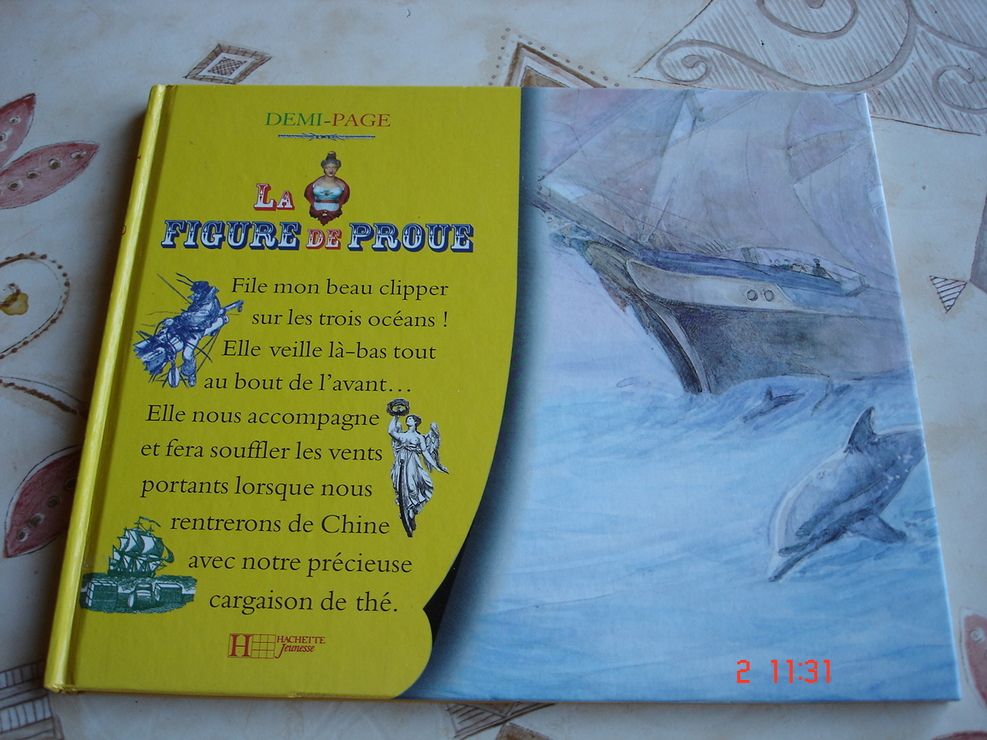 DEMI-PAGE
LA
FIGURE DE PROUE
File mon beau clipper
sur les trois océans !
Elle veille là-bas tout
au bout de l'avant...
Elle nous accompagne
et fera souffler les vents
portants lorsque nous
rentrerons de Chine
avec notre précieuse
cargaison de thé.
H HACHETTE
Jeunesse
2 11:31